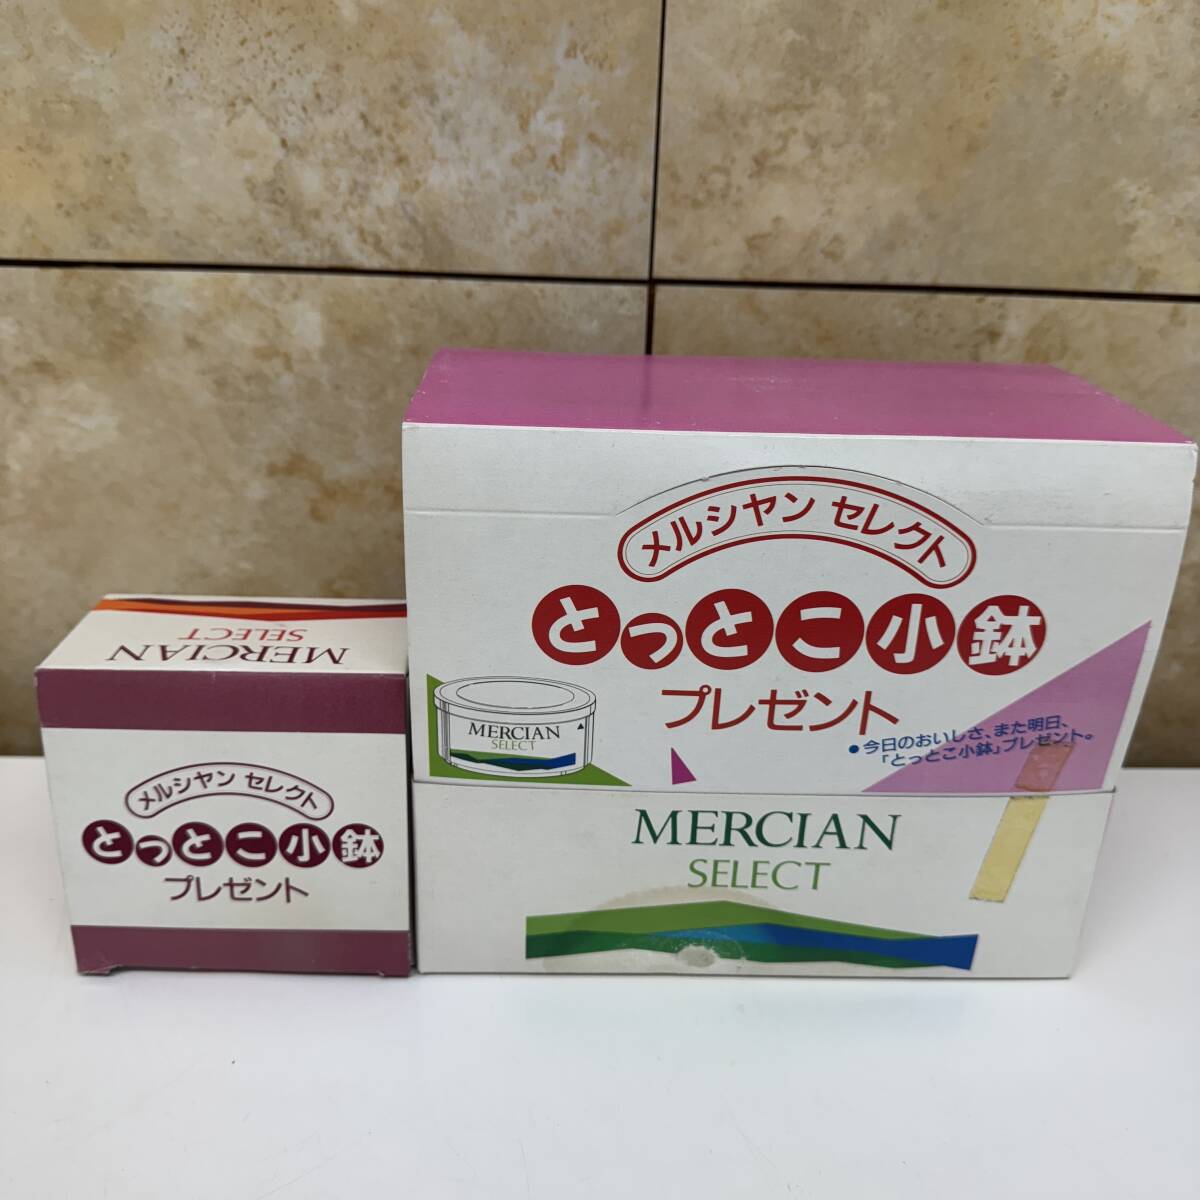 MERCIAN
SELECT
メルシャン セレクト
とっとこ小鉢
プレゼント
メルシャン セレクト
とっとこ小鉢
プレゼント
MERCIAN
SELECT
●今日のおいしさ、また明日、
「とっとこ小鉢」プレゼント。
MERCIAN
SELECT